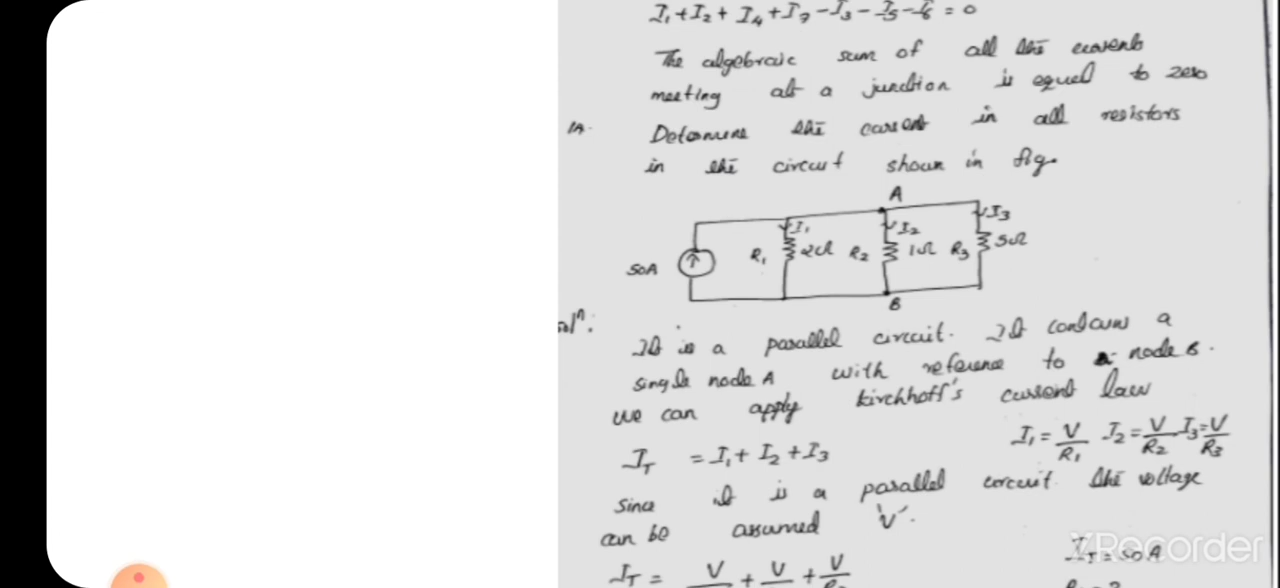 I₁ + I₂ + I₄ + I₇ - I₃ - I₅ - I₆ = 0
The algebraic sum of all the currents
meeting at a junction is equal to zero
1A. Determine the current in all resistors
in the circuit shown in fig.
A
I₁ I₂ I₃
50A R₁ 2Ω R₂ 1Ω R₃ 5Ω
B
Solⁿ:
It is a parallel circuit. It contains a
single node A with reference to node B.
we can apply Kirchhoff's current law
I_T = I₁ + I₂ + I₃ I₁ = V/R₁ I₂ = V/R₂ I₃ = V/R₃
Since it is a parallel circuit the voltage
can be assumed 'V'.
I_T = 50A
I_T = V + V + V
XRecorder